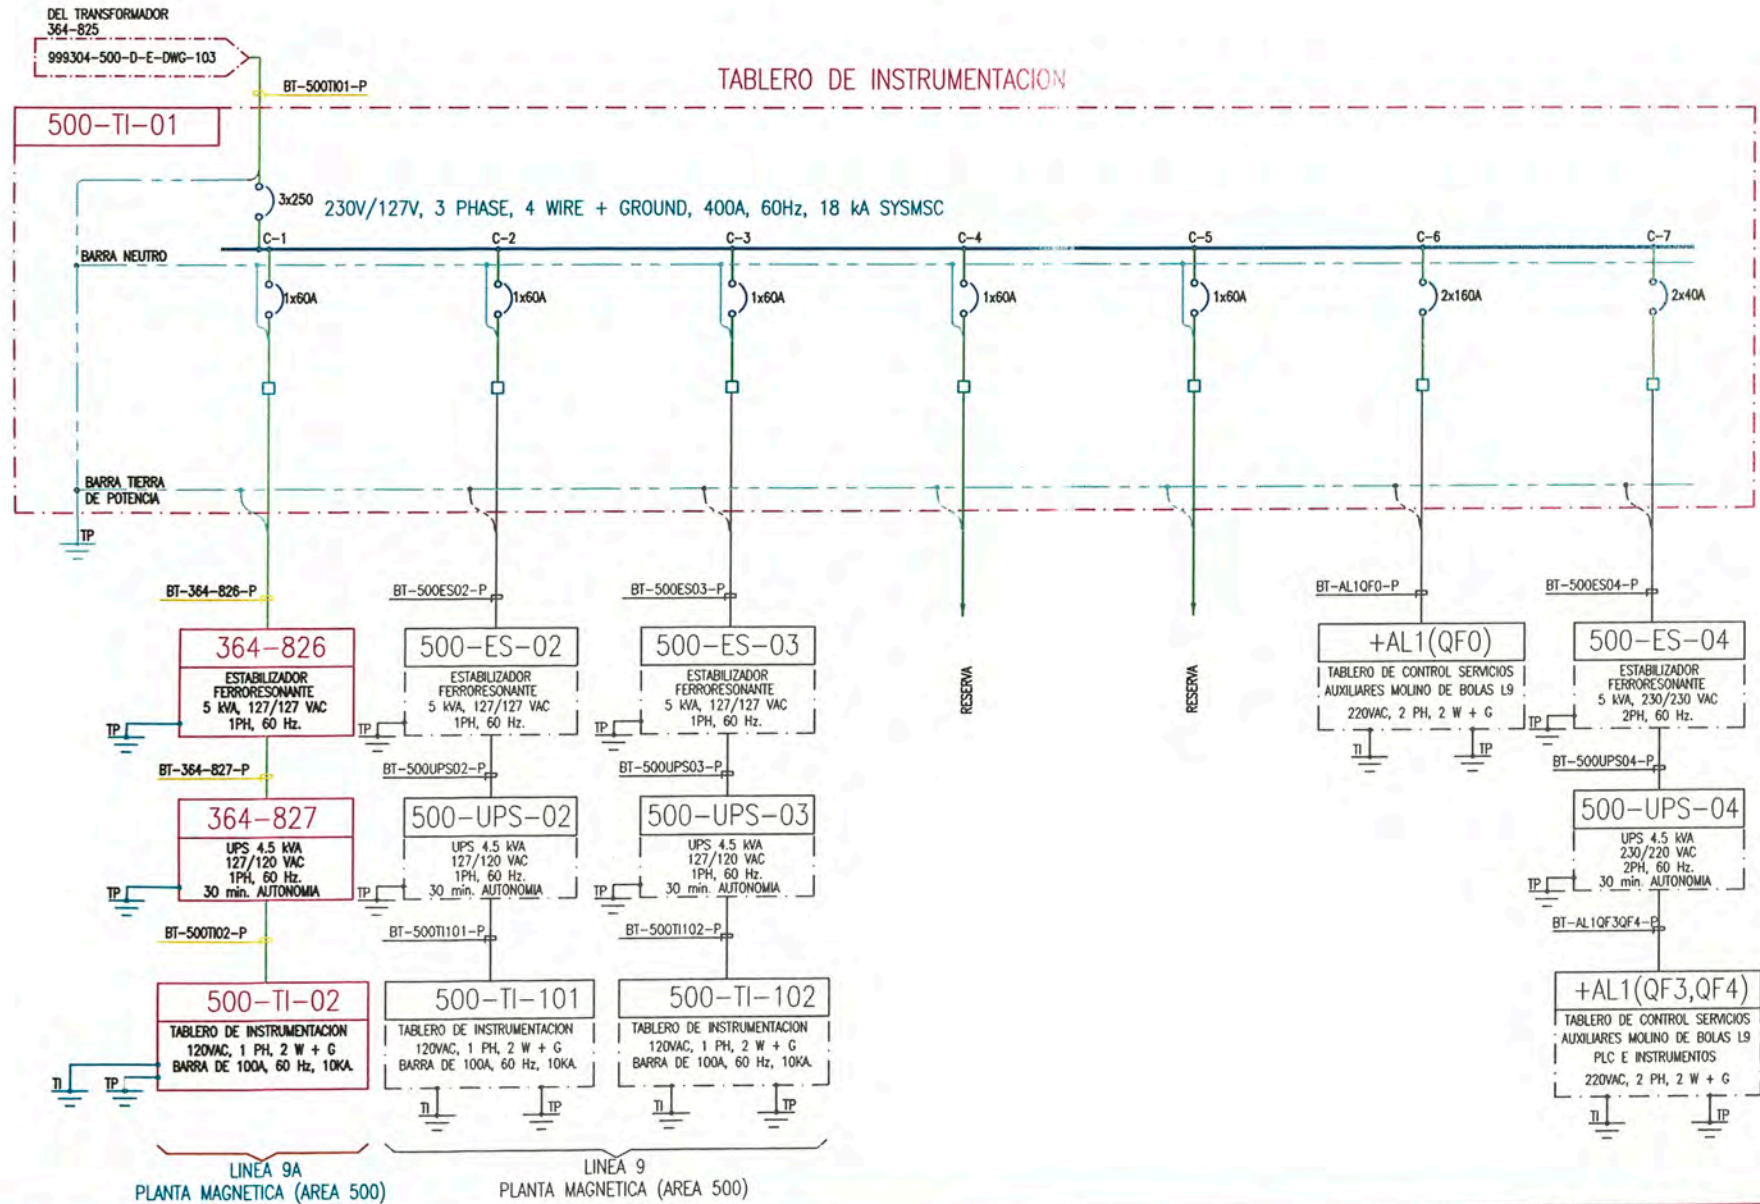 DEL TRANSFORMADOR
364-825
999304-500-D-E-DWG-103
BT-500TI01-P
TABLERO DE INSTRUMENTACION
500-TI-01
3x250
230V/127V, 3 PHASE, 4 WIRE + GROUND, 400A, 60Hz, 18 kA SYSMSC
C-1
C-2
C-3
C-4
C-5
C-6
C-7
BARRA NEUTRO
1x60A
1x60A
1x60A
1x60A
1x60A
2x160A
2x40A
BARRA TIERRA
DE POTENCIA
TP
BT-364-826-P
364-826
ESTABILIZADOR
FERRORESONANTE
5 kVA, 127/127 VAC
1PH, 60 Hz.
TP
BT-364-827-P
364-827
UPS 4.5 kVA
127/120 VAC
1PH, 60 Hz.
30 min. AUTONOMIA
TP
BT-500TI02-P
500-TI-02
TABLERO DE INSTRUMENTACION
120VAC, 1 PH, 2 W + G
BARRA DE 100A, 60 Hz, 10KA.
TI
TP
LINEA 9A
PLANTA MAGNETICA (AREA 500)
BT-500ES02-P
500-ES-02
ESTABILIZADOR
FERRORESONANTE
5 kVA, 127/127 VAC
1PH, 60 Hz.
TP
BT-500UPS02-P
500-UPS-02
UPS 4.5 kVA
127/120 VAC
1PH, 60 Hz.
30 min. AUTONOMIA
TP
BT-500TI101-P
500-TI-101
TABLERO DE INSTRUMENTACION
120VAC, 1 PH, 2 W + G
BARRA DE 100A, 60 Hz, 10KA.
TI
TP
BT-500ES03-P
500-ES-03
ESTABILIZADOR
FERRORESONANTE
5 kVA, 127/127 VAC
1PH, 60 Hz.
TP
BT-500UPS03-P
500-UPS-03
UPS 4.5 kVA
127/120 VAC
1PH, 60 Hz.
30 min. AUTONOMIA
TP
BT-500TI102-P
500-TI-102
TABLERO DE INSTRUMENTACION
120VAC, 1 PH, 2 W + G
BARRA DE 100A, 60 Hz, 10KA.
TI
TP
LINEA 9
PLANTA MAGNETICA (AREA 500)
RESERVA
RESERVA
BT-AL1QF0-P
+AL1(QF0)
TABLERO DE CONTROL SERVICIOS
AUXILIARES MOLINO DE BOLAS L9
220VAC, 2 PH, 2 W + G
TI
TP
BT-500ES04-P
500-ES-04
ESTABILIZADOR
FERRORESONANTE
5 kVA, 230/230 VAC
2PH, 60 Hz.
TP
BT-500UPS04-P
500-UPS-04
UPS 4.5 kVA
230/220 VAC
2PH, 60 Hz.
30 min. AUTONOMIA
TP
BT-AL1QF3QF4-P
+AL1(QF3,QF4)
TABLERO DE CONTROL SERVICIOS
AUXILIARES MOLINO DE BOLAS L9
PLC E INSTRUMENTOS
220VAC, 2 PH, 2 W + G
TI
TP